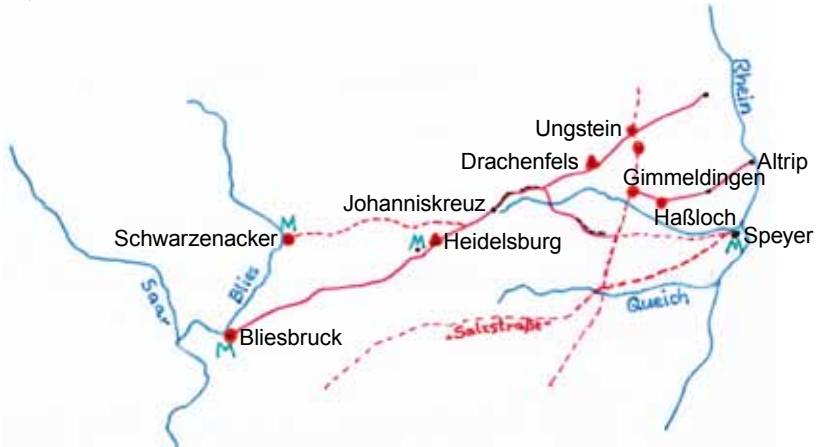 Rhein
Ungstein
Drachenfels
Altrip
Gimmeldingen
Johanniskreuz
Haßloch
M
Schwarzenacker
M
Heidelsburg
Speyer
M
Blies
Saar
Queich
Salzstraße
Bliesbruck
M